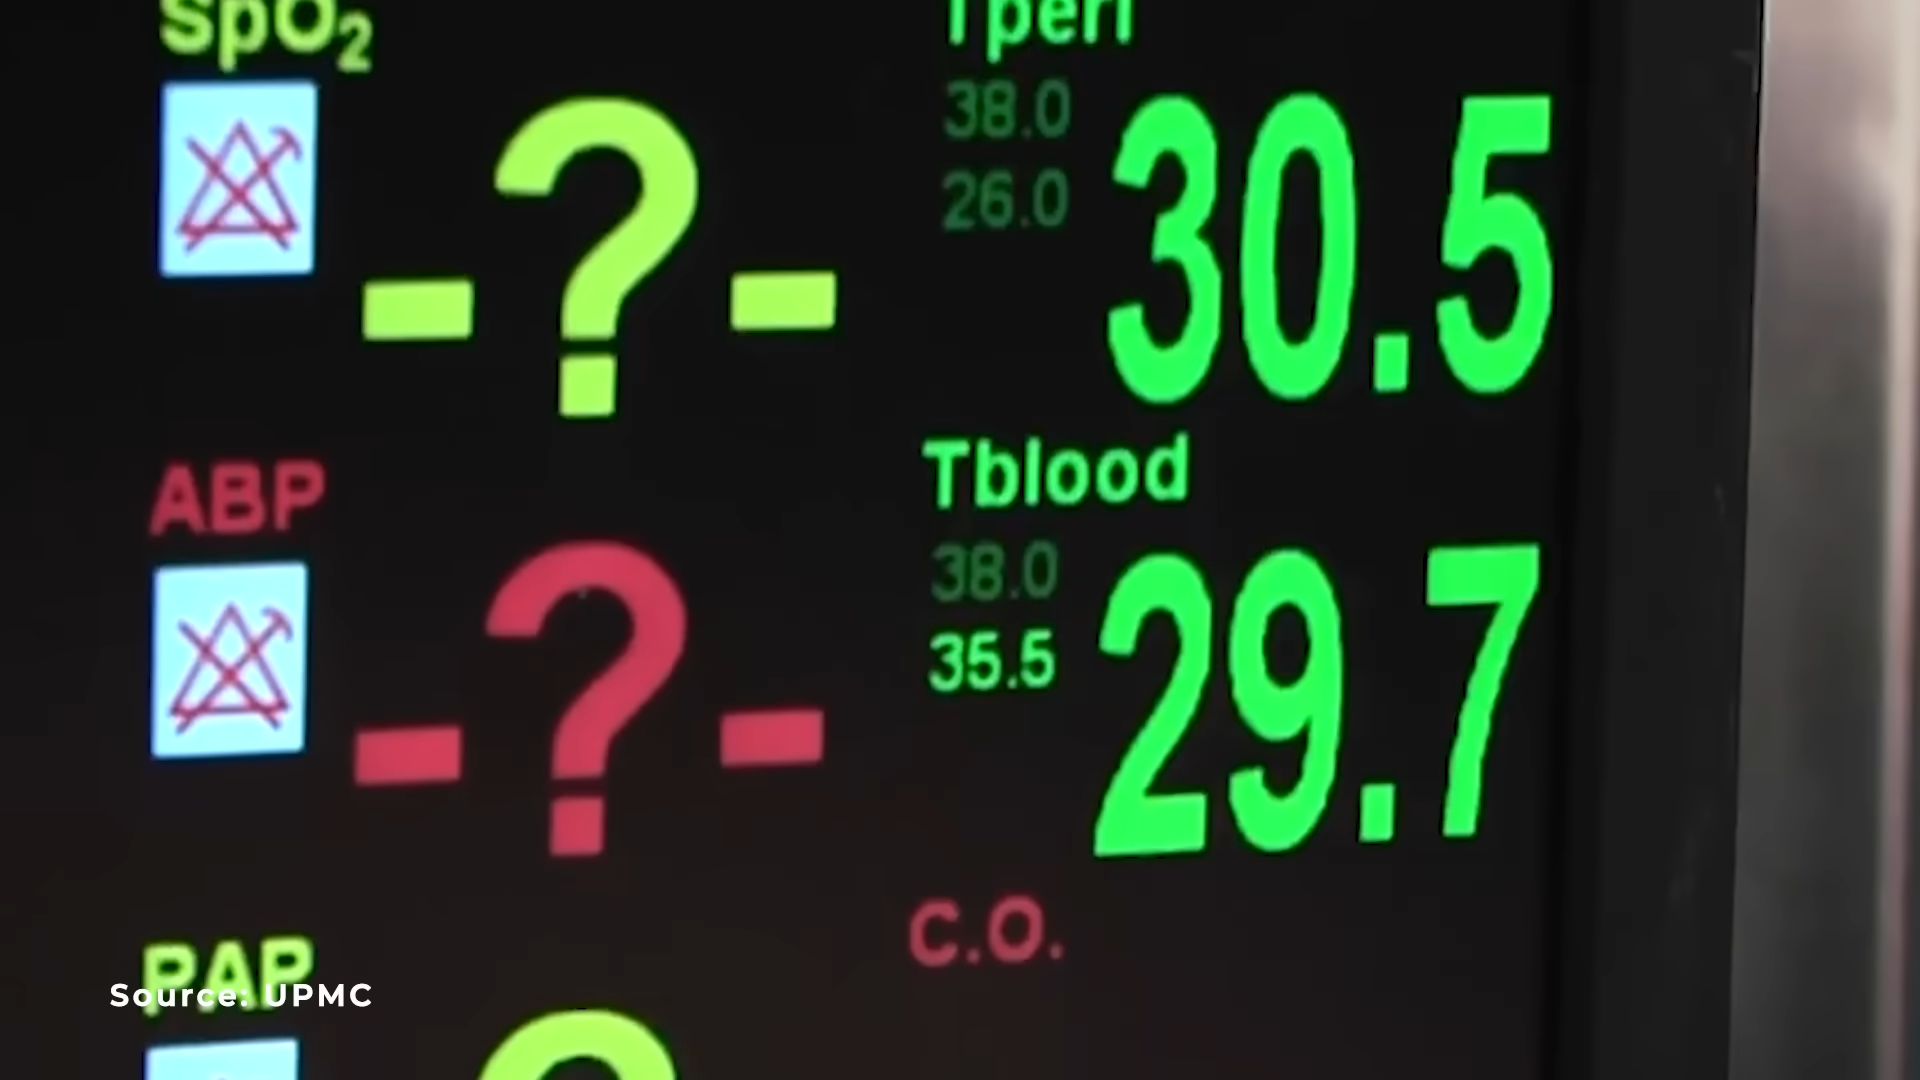 SpO₂
-?-
Tperi
38.0
26.0
30.5
ABP
-?-
Tblood
38.0
35.5
29.7
C.O.
PAP
?
Source: UPMC